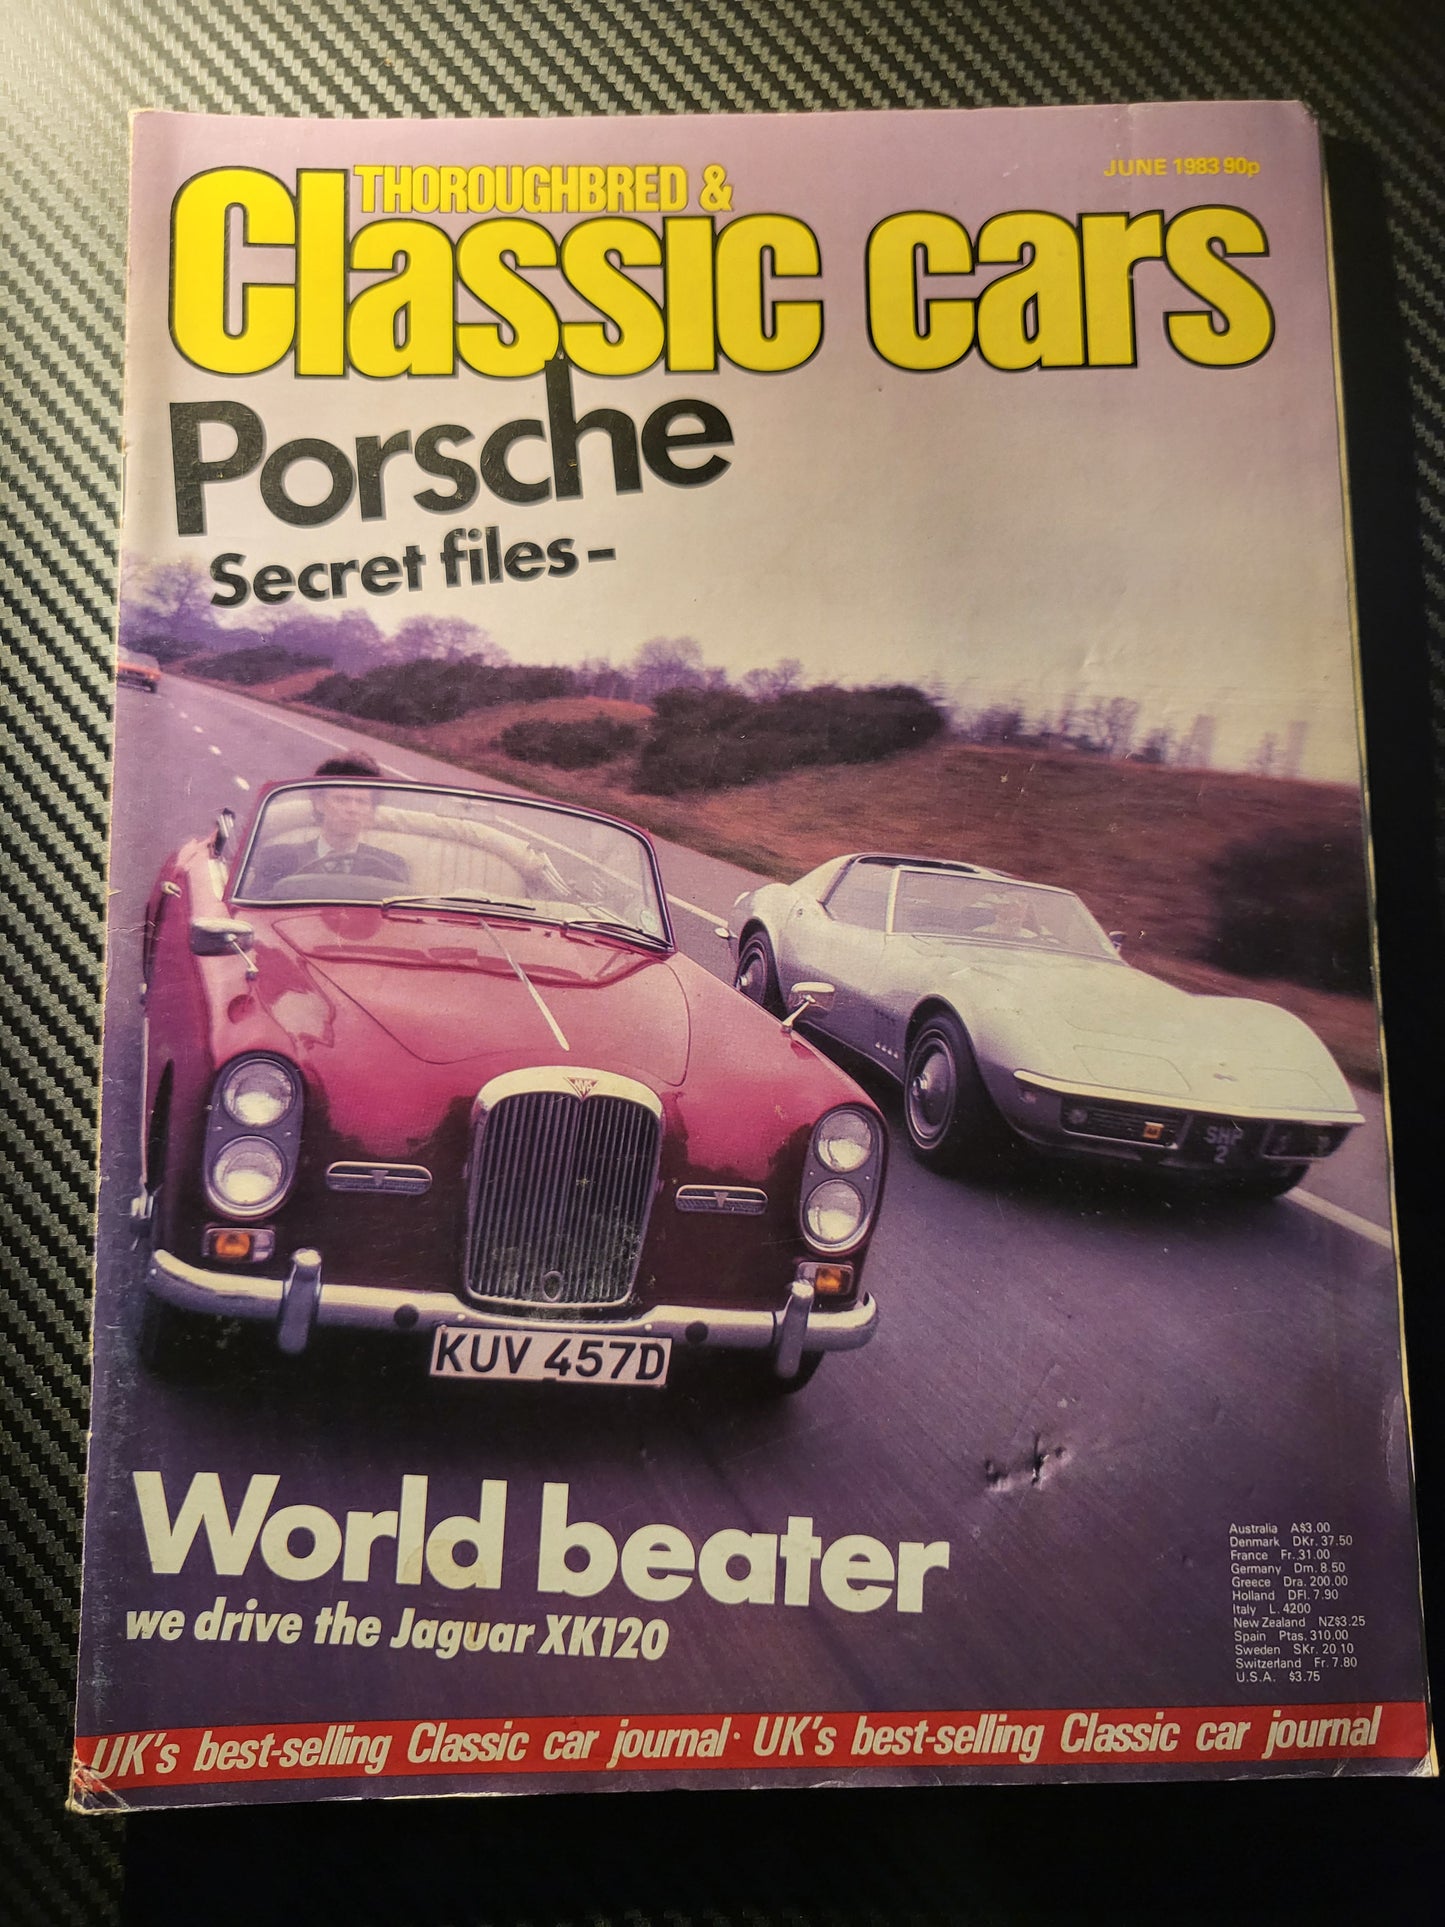 THOROUGHBRED &
Classic cars
JUNE 1983 90p
Porsche
Secret files–
ALVIS
KUV 457D
SHP
2
World beater
we drive the Jaguar XK120
Australia A$3.00
Denmark DKr. 37.50
France Fr. 31.00
Germany Dm. 8.50
Greece Dra. 200.00
Holland DFl. 7.90
Italy L. 4200
New Zealand NZ$3.25
Spain Ptas. 310.00
Sweden SKr. 20.10
Switzerland Fr. 7.80
U.S.A. $3.75
UK's best-selling Classic car journal · UK's best-selling Classic car journal